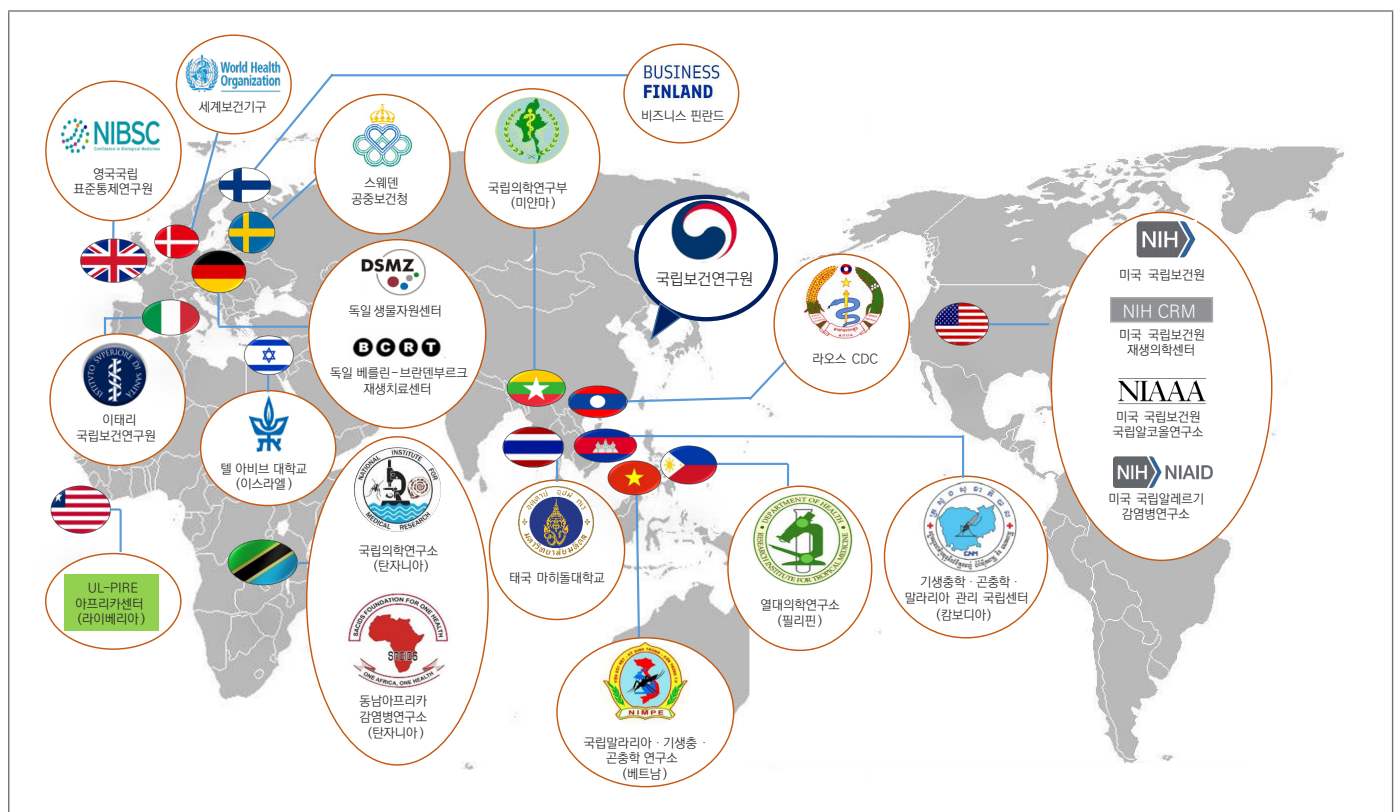 World Health
Organization
세계보건기구
BUSINESS
FINLAND
비즈니스 핀란드
NIBSC
Confidence in Biological Medicines
영국국립
표준통제연구원
스웨덴
공중보건청
국립의학연구부
(미얀마)
국립보건연구원
DSMZ
독일 생물자원센터
BCRT
독일 베를린-브란덴부르크
재생치료센터
라오스 CDC
NIH
미국 국립보건원
NIH CRM
미국 국립보건원
재생의학센터
NIAAA
미국 국립보건원
국립알코올연구소
NIH NIAID
미국 국립알레르기
감염병연구소
ISTITVTO SVPERIORE DI SANITÀ
이태리
국립보건연구원
텔 아비브 대학교
(이스라엘)
NATIONAL INSTITUTE FOR
MEDICAL RESEARCH
국립의학연구소
(탄자니아)
SACIDS FOUNDATION FOR ONE HEALTH
SACIDS
ONE AFRICA, ONE HEALTH
동남아프리카
감염병연구소
(탄자니아)
UL-PIRE
아프리카센터
(라이베리아)
태국 마히돌대학교
DEPARTMENT OF HEALTH
RESEARCH INSTITUTE FOR TROPICAL MEDICINE
열대의학연구소
(필리핀)
CNM
기생충학 · 곤충학 ·
말라리아 관리 국립센터
(캄보디아)
NIMPE
국립말라리아 · 기생충 ·
곤충학 연구소
(베트남)